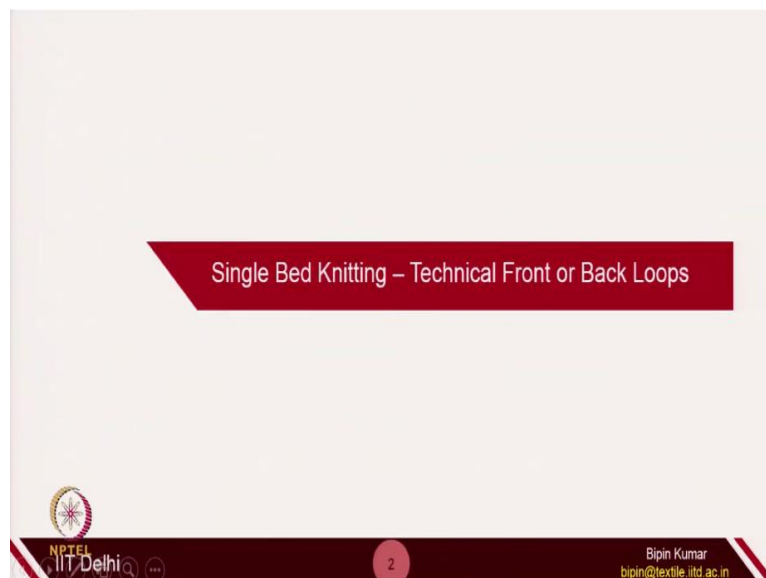 Single Bed Knitting – Technical Front or Back Loops
NPTEL
IIT Delhi
2
Bipin Kumar
bipin@textile.iitd.ac.in